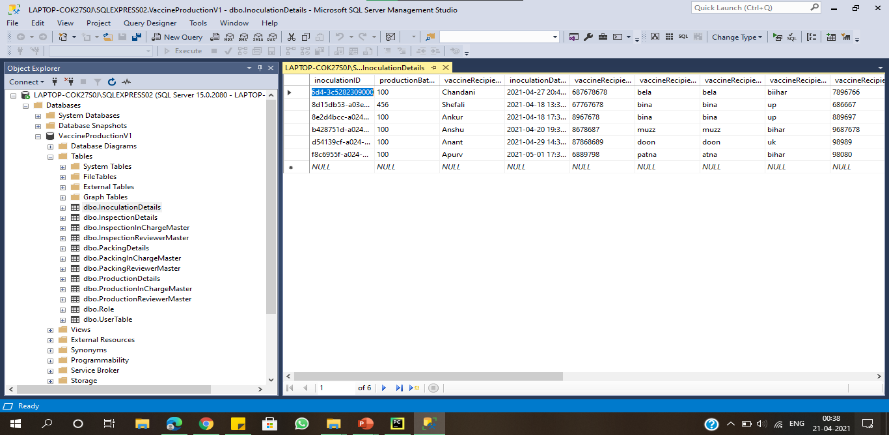 LAPTOP-COK27S0J\SQLEXPRESS02.VaccineProductionV1 - dbo.InoculationDetails - Microsoft SQL Server Management Studio
Quick Launch (Ctrl+Q)
File Edit View Project Query Designer Tools Window Help
New Query
Execute
Change Type
Object Explorer
Connect
LAPTOP-COK27S0J\SQLEXPRESS02 (SQL Server 15.0.2080 - LAPTOP-
Databases
System Databases
Database Snapshots
VaccineProductionV1
Database Diagrams
Tables
System Tables
FileTables
External Tables
Graph Tables
dbo.InoculationDetails
dbo.InspectionDetails
dbo.InspectionInChargeMaster
dbo.InspectionReviewerMaster
dbo.PackingDetails
dbo.PackingInChargeMaster
dbo.PackingReviewerMaster
dbo.ProductionDetails
dbo.ProductionInChargeMaster
dbo.ProductionReviewerMaster
dbo.Role
dbo.UserTable
Views
External Resources
Synonyms
Programmability
Service Broker
Storage
LAPTOP-COK27S0J\S...InoculationDetails
inoculationID productionBat... vaccineRecipie... inoculationDat... vaccineRecipie... vaccineRecipie... vaccineRecipie... vaccineRecipie... vaccineRecipie
5d4-3c5282309000 100 Chandani 2021-04-27 20:4... 687678678 bela bela biihar 7896766
8d15db53-a03e... 456 Shefali 2021-04-18 13:3... 67767678 bina bina up 686667
8e2d4bcc-a024... 100 Ankur 2021-04-18 17:2... 8967678 bina bina up 889697
b428751d-a024... 100 Anshu 2021-04-20 19:3... 8678687 muzz muzz bihar 9687678
d54139cf-a024-... 100 Anant 2021-04-29 14:3... 87868689 doon doon uk 98989
f8c6955f-a024-... 100 Apurv 2021-05-01 17:3... 6889798 patna atna bihar 98080
NULL NULL NULL NULL NULL NULL NULL NULL NULL
1 of 6
Ready
ENG
00:38
21-04-2021